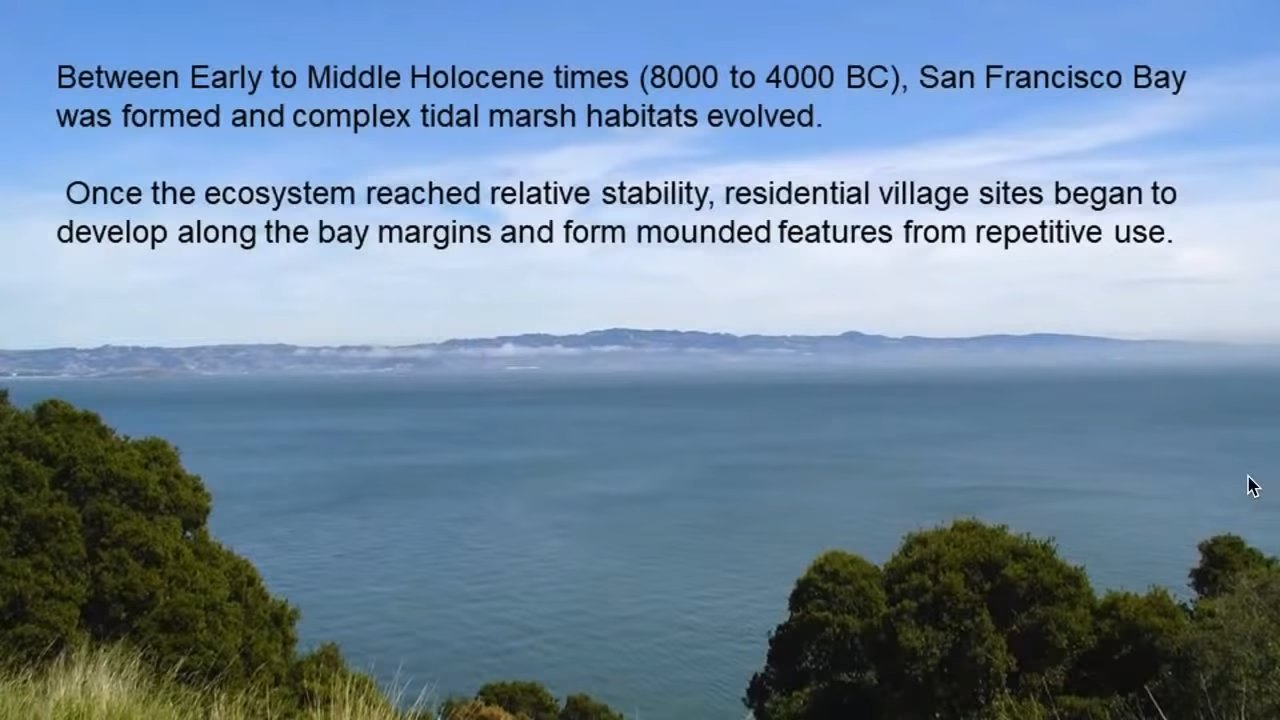 Between Early to Middle Holocene times (8000 to 4000 BC), San Francisco Bay
was formed and complex tidal marsh habitats evolved.
Once the ecosystem reached relative stability, residential village sites began to
develop along the bay margins and form mounded features from repetitive use.